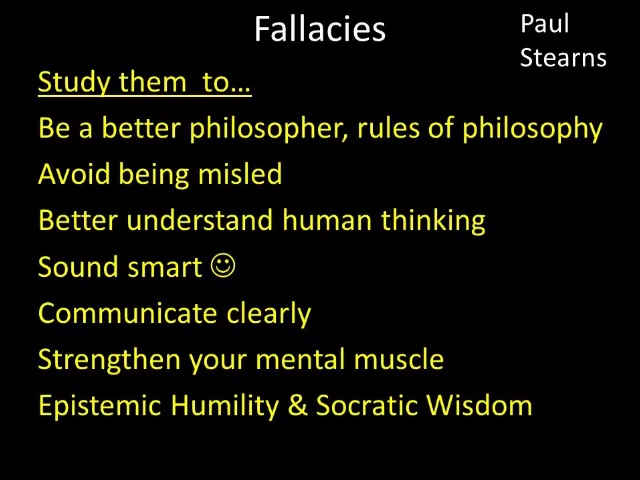 Fallacies
Paul
Stearns
Study them  to…
Be a better philosopher, rules of philosophy
Avoid being misled
Better understand human thinking
Sound smart ☺
Communicate clearly
Strengthen your mental muscle
Epistemic Humility & Socratic Wisdom